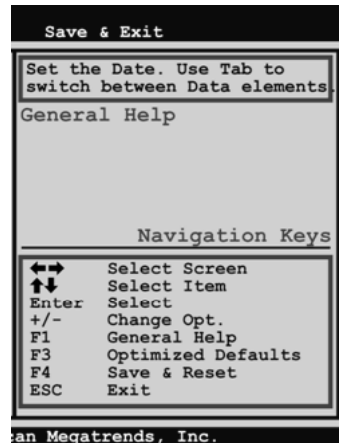 Save & Exit
Set the Date. Use Tab to
switch between Data elements.
General Help
Navigation Keys
←→ Select Screen
↑↓ Select Item
Enter Select
+/- Change Opt.
F1 General Help
F3 Optimized Defaults
F4 Save & Reset
ESC Exit
an Megatrends, Inc.